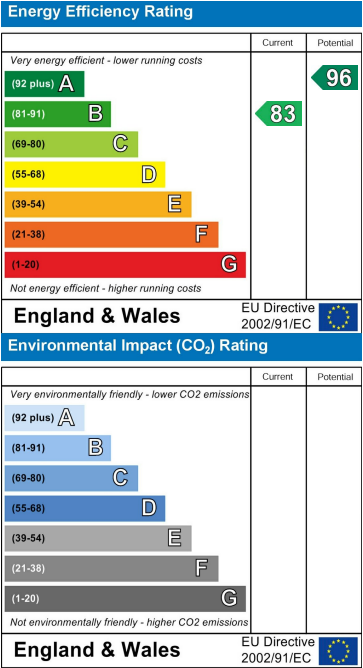 Energy Efficiency Rating
Current Potential
Very energy efficient - lower running costs
(92 plus) A
96
(81-91) B
83
(69-80) C
(55-68) D
(39-54) E
(21-38) F
(1-20) G
Not energy efficient - higher running costs
England & Wales
EU Directive
2002/91/EC
Environmental Impact (CO₂) Rating
Current Potential
Very environmentally friendly - lower CO2 emissions
(92 plus) A
(81-91) B
(69-80) C
(55-68) D
(39-54) E
(21-38) F
(1-20) G
Not environmentally friendly - higher CO2 emissions
England & Wales
EU Directive
2002/91/EC